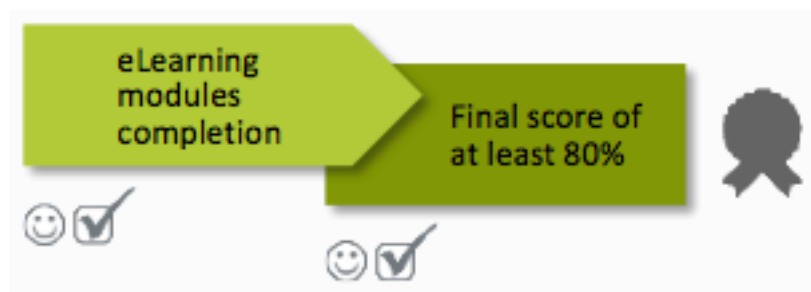 eLearning
modules
completion
Final score of
at least 80%